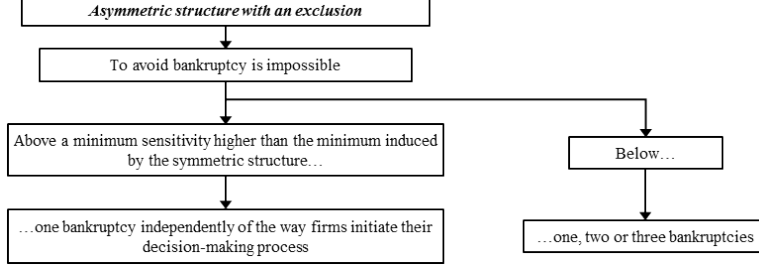 Asymmetric structure with an exclusion
To avoid bankruptcy is impossible
Above a minimum sensitivity higher than the minimum induced
by the symmetric structure…
Below…
…one bankruptcy independently of the way firms initiate their
decision-making process
…one, two or three bankruptcies